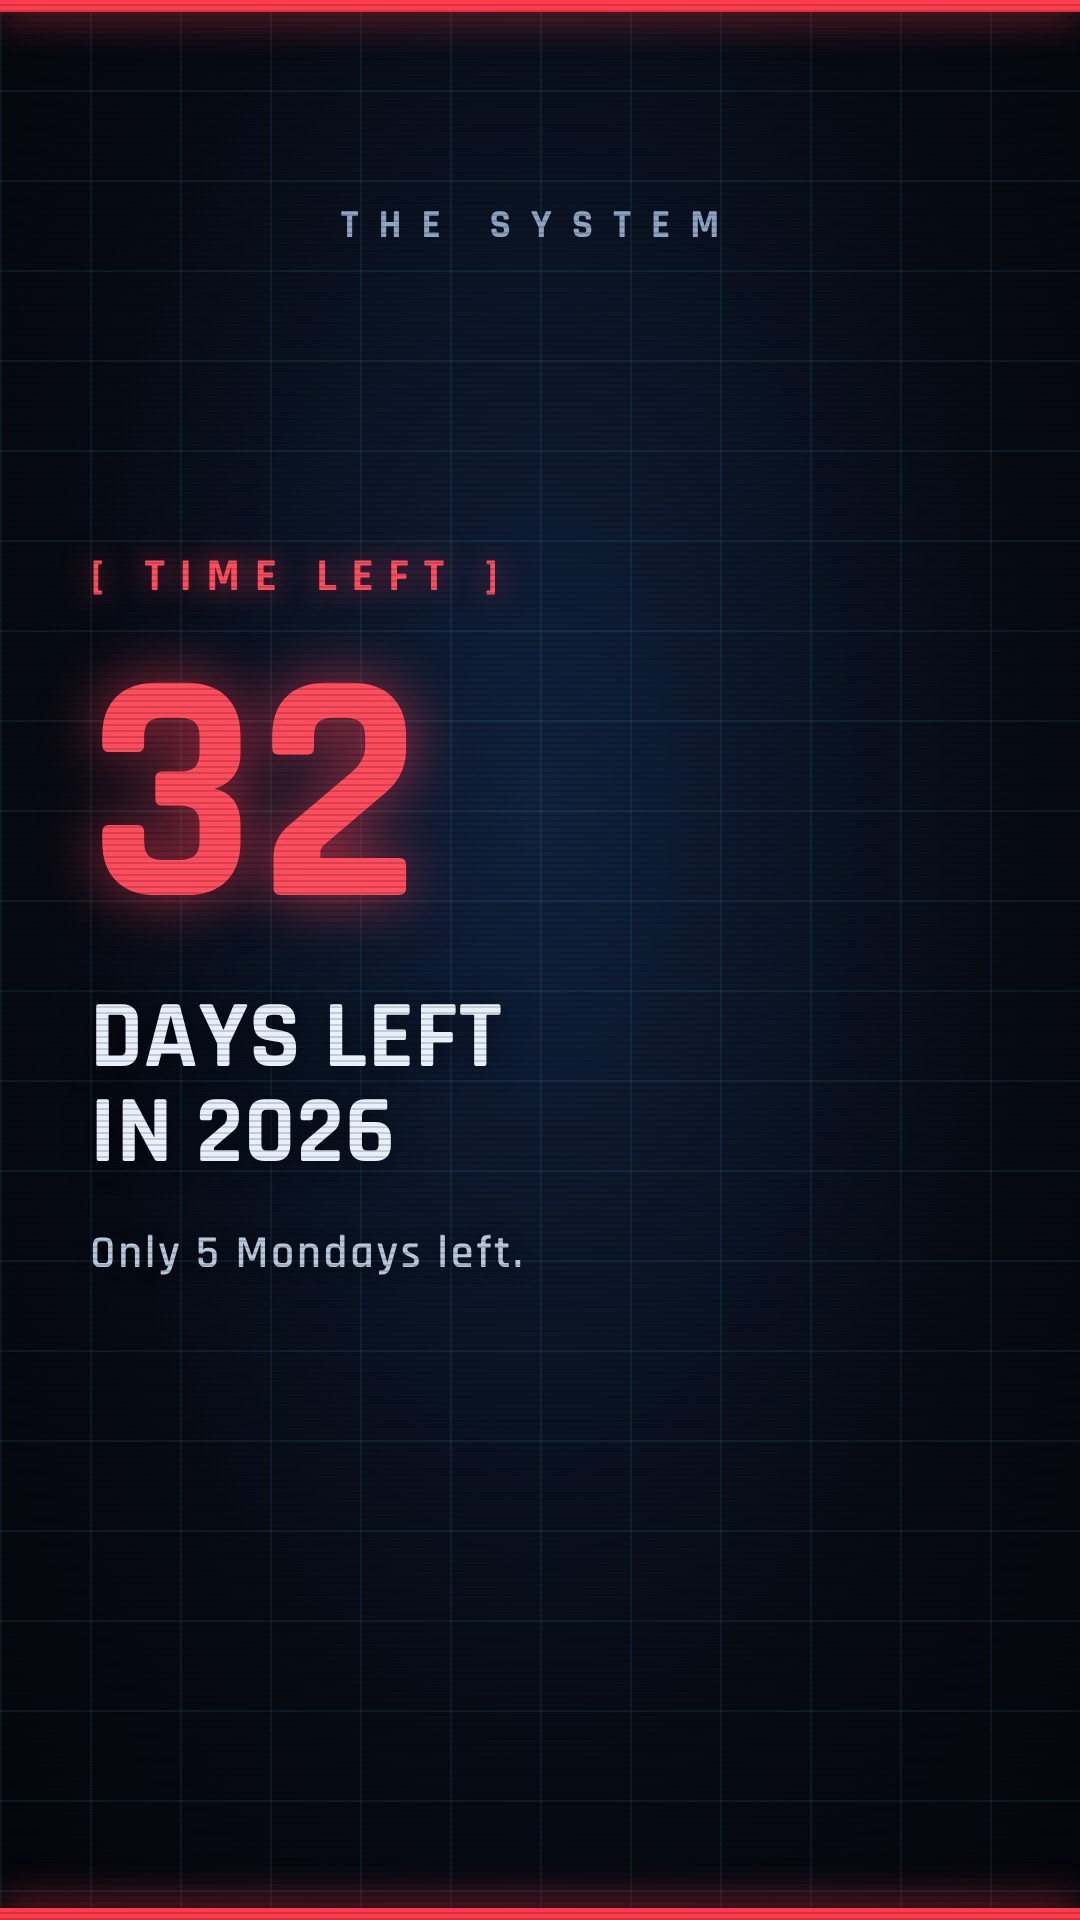 THE SYSTEM
[ TIME LEFT ]
32
DAYS LEFT
IN 2026
Only 5 Mondays left.